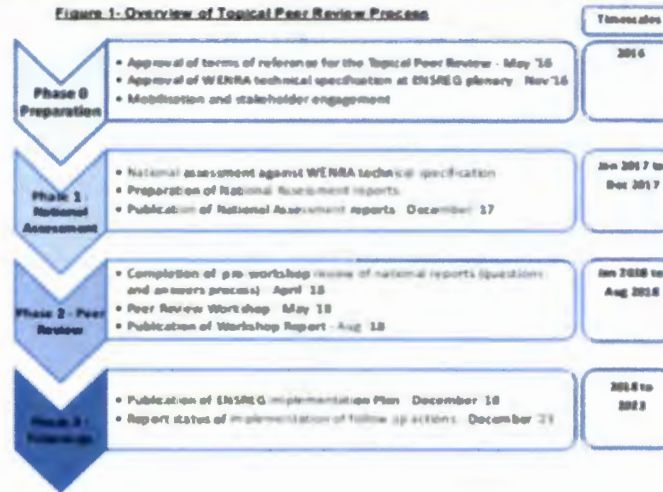 Figure 1- Overview of Topical Peer Review Process
Timescales
Phase 0
Preparation
• Approval of terms of reference for the Topical Peer Review - May '16
• Approval of WENRA technical specification at ENSREG plenary Nov'16
• Mobilisation and stakeholder engagement
2016
Phase 1 -
National
Assessment
• National assessment against WENRA technical specification
• Preparation of National Assessment reports
• Publication of National Assessment reports December '17
Jan 2017 to
Dec 2017
Phase 2 - Peer
Review
• Completion of pre workshop review of national reports (questions
and answers process) April 18
• Peer Review Workshop May 18
• Publication of Workshop Report - Aug 18
Jan 2018 to
Aug 2018
Phase 3 -
• Publication of ENSREG implementation Plan December 18
• Report status of implementation of follow up actions December 23
2018 to
2023